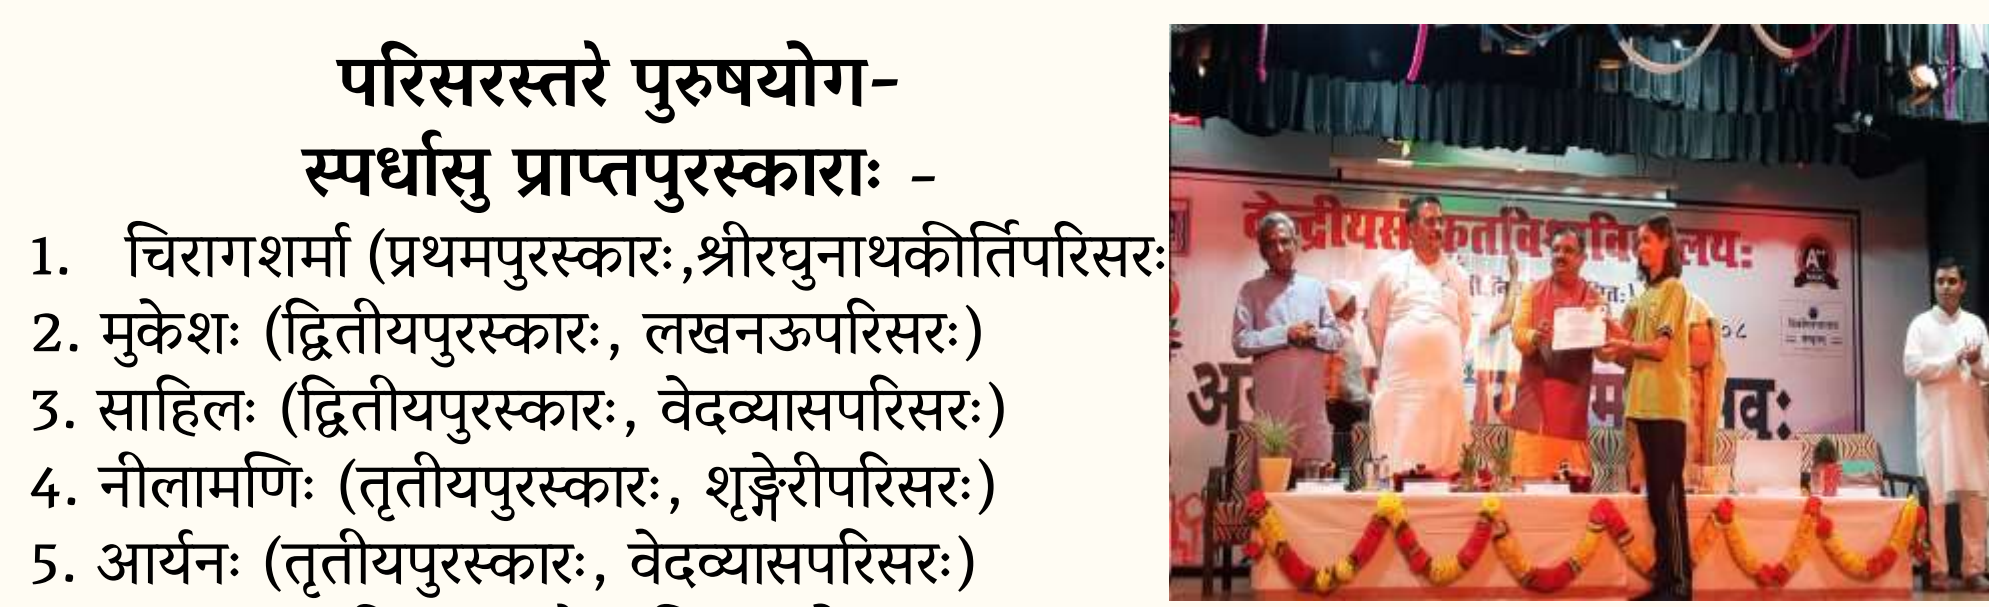 परिसरस्तरे पुरुषयोग-
स्पर्धासु प्राप्तपुरस्काराः -
1. चिरागशर्मा (प्रथमपुरस्कारः,श्रीरघुनाथकीर्तिपरिसरः
2. मुकेशः (द्वितीयपुरस्कारः, लखनऊपरिसरः)
3. साहिलः (द्वितीयपुरस्कारः, वेदव्यासपरिसरः)
4. नीलामणिः (तृतीयपुरस्कारः, शृङ्गेरीपरिसरः)
5. आर्यनः (तृतीयपुरस्कारः, वेदव्यासपरिसरः)
A++